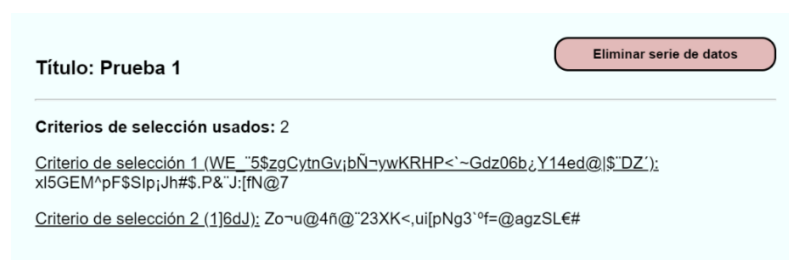 Eliminar serie de datos
Título: Prueba 1
Criterios de selección usados: 2
Criterio de selección 1 (WE_¨5$zgCytnGv¡bÑ¬ywKRHP<`~Gdz06b¿Y14ed@|$¨DZ´):
xI5GEM^pF$SIp¡Jh#$.P&¨J:[fN@7
Criterio de selección 2 (1]6dJ): Zo¬u@4ñ@¨23XK<,ui[pNg3`ºf=@agzSL€#